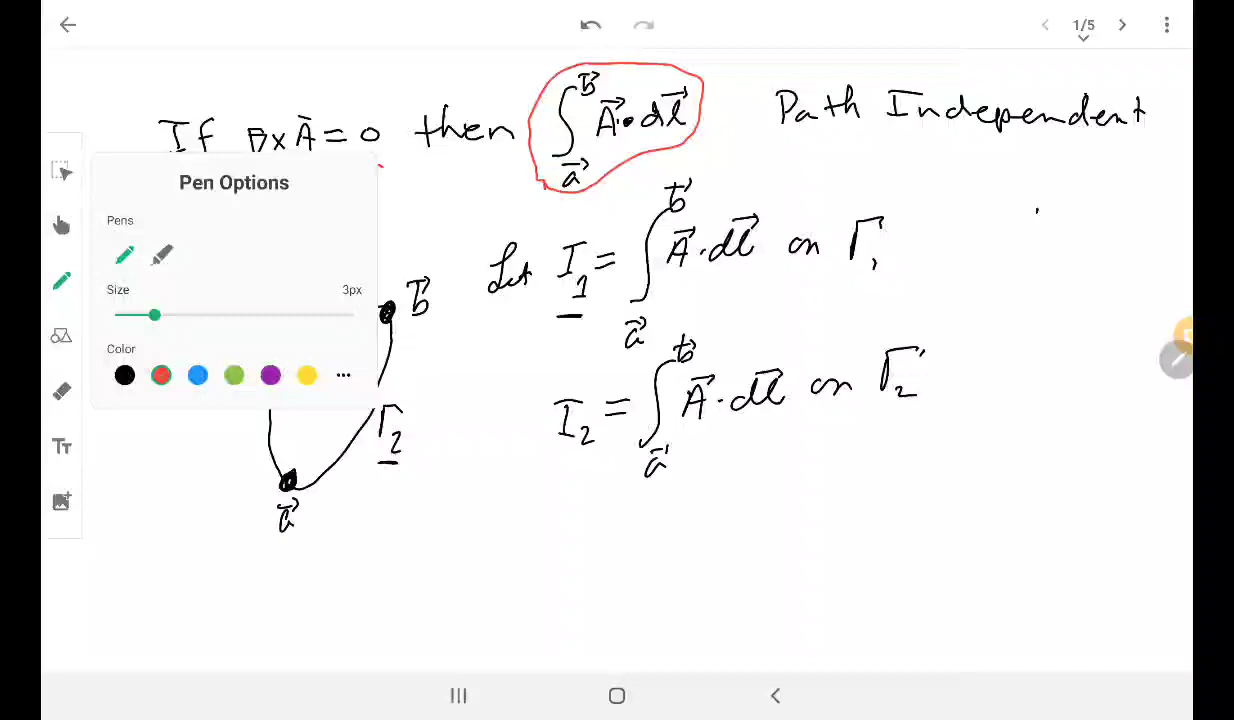 1/5
If ∇×A⃗=0 then ∫_a⃗^b⃗ A⃗·dl⃗ Path Independent
Pen Options
Pens
Size 3px
Color
Let I₁ = ∫_a⃗^b⃗ A⃗·dl⃗ on Γ₁
b⃗
I₂ = ∫_a⃗^b⃗ A⃗·dl⃗ on Γ₂
Γ₂
a⃗
Tт